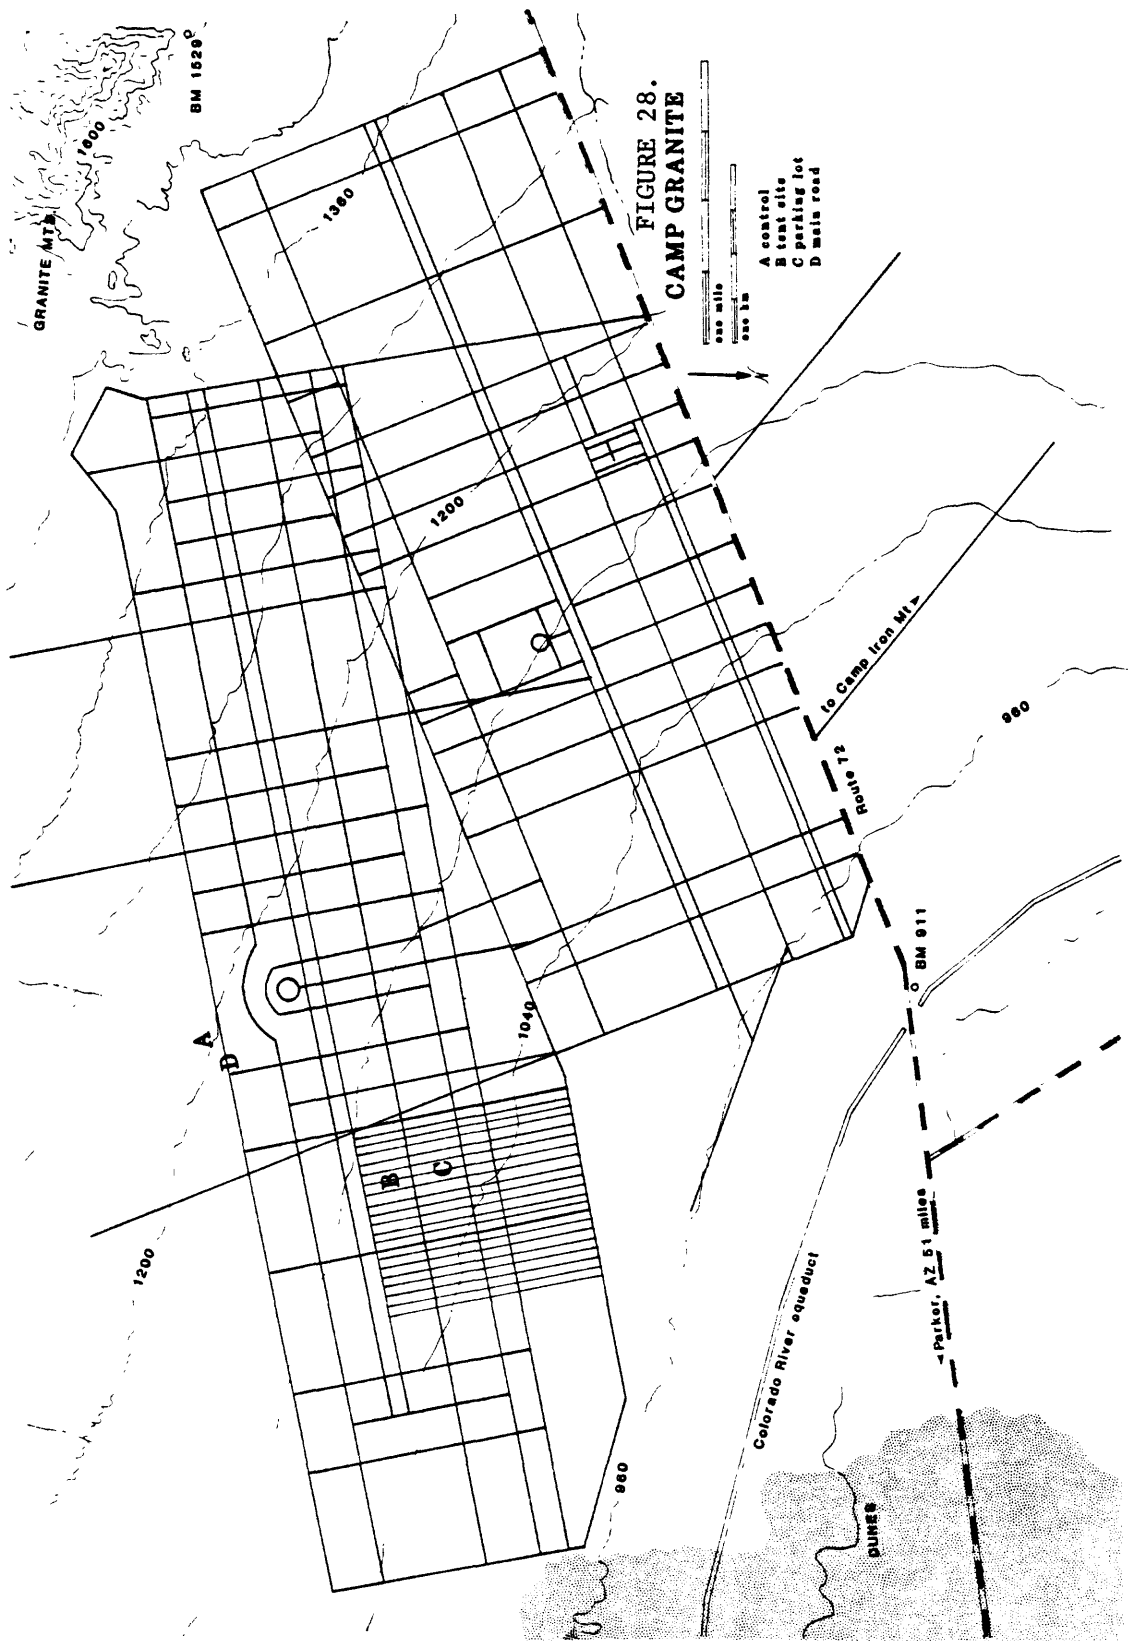 GRANITE MTS
1600
BM 1529
1360
FIGURE 28.
CAMP GRANITE
one mile
one km
A control
B tent site
C parking lot
D main road
N
1200
to Camp Iron Mt ►
960
Route 72
BM 911
A
D
1040
B
C
1200
◄ Parker, AZ 51 miles
Colorado River aqueduct
960
DUNES